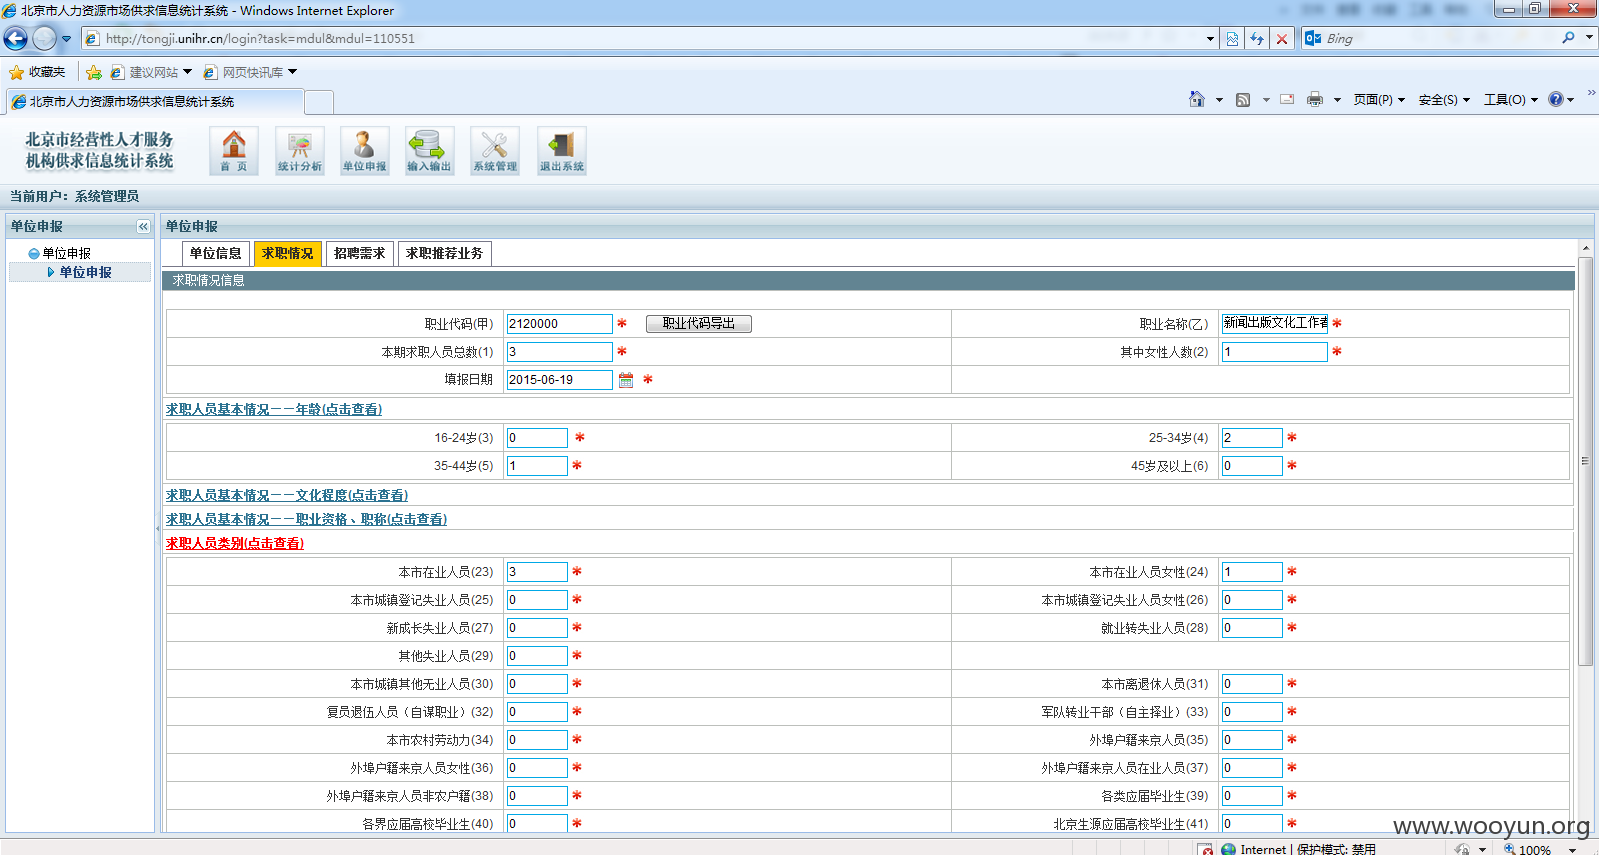 北京市人力资源市场供求信息统计系统 - Windows Internet Explorer
http://tongji.unihr.cn/login?task=mdul&mdul=110551
Bing
收藏夹 建议网站 网页快讯库
北京市人力资源市场供求信息统计系统
页面(P) 安全(S) 工具(O)
北京市经营性人才服务
机构供求信息统计系统
首 页 统计分析 单位申报 输入输出 系统管理 退出系统
当前用户：系统管理员
单位申报
单位申报
单位申报
单位申报
单位信息 求职情况 招聘需求 求职推荐业务
求职情况信息
职业代码(甲) 2120000 * 职业代码导出 职业名称(乙) 新闻出版文化工作者 *
本期求职人员总数(1) 3 * 其中女性人数(2) 1 *
填报日期 2015-06-19 *
求职人员基本情况——年龄(点击查看)
16-24岁(3) 0 * 25-34岁(4) 2 *
35-44岁(5) 1 * 45岁及以上(6) 0 *
求职人员基本情况——文化程度(点击查看)
求职人员基本情况——职业资格、职称(点击查看)
求职人员类别(点击查看)
本市在业人员(23) 3 * 本市在业人员女性(24) 1 *
本市城镇登记失业人员(25) 0 * 本市城镇登记失业人员女性(26) 0 *
新成长失业人员(27) 0 * 就业转失业人员(28) 0 *
其他失业人员(29) 0 *
本市城镇其他无业人员(30) 0 * 本市离退休人员(31) 0 *
复员退伍人员（自谋职业）(32) 0 * 军队转业干部（自主择业）(33) 0 *
本市农村劳动力(34) 0 * 外埠户籍来京人员(35) 0 *
外埠户籍来京人员女性(36) 0 * 外埠户籍来京人员在业人员(37) 0 *
外埠户籍来京人员非农户籍(38) 0 * 各类应届毕业生(39) 0 *
各界应届高校毕业生(40) 0 * 北京生源应届高校毕业生(41) 0 *
www.wooyun.org
Internet | 保护模式: 禁用 100%